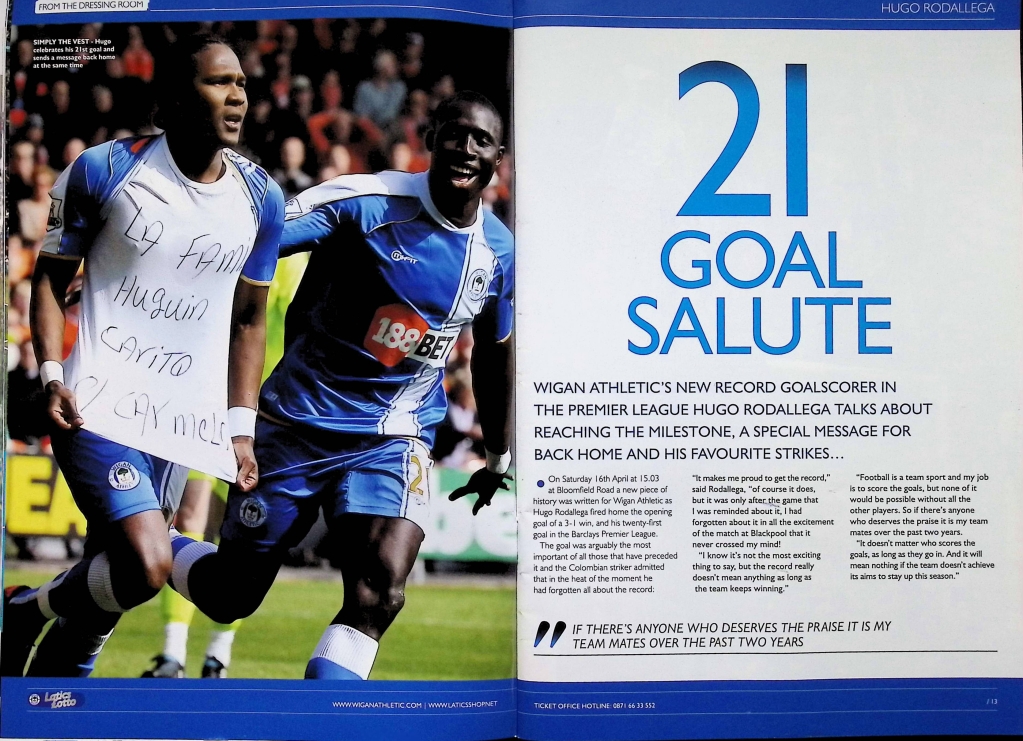 FROM THE DRESSING ROOM
SIMPLY THE VEST - Hugo
celebrates his 21st goal and
sends a message back home
at the same time
LA FAMI
Huguin
CARITO
C/ CARmelo
MiFIT
188BET
2
Latics
Lotto
WWW.WIGANATHLETIC.COM | WWW.LATICSSHOP.NET
HUGO RODALLEGA
21
GOAL
SALUTE
WIGAN ATHLETIC'S NEW RECORD GOALSCORER IN
THE PREMIER LEAGUE HUGO RODALLEGA TALKS ABOUT
REACHING THE MILESTONE, A SPECIAL MESSAGE FOR
BACK HOME AND HIS FAVOURITE STRIKES...
On Saturday 16th April at 15.03
at Bloomfield Road a new piece of
history was written for Wigan Athletic as
Hugo Rodallega fired home the opening
goal of a 3-1 win, and his twenty-first
goal in the Barclays Premier League.
The goal was arguably the most
important of all those that have preceded
it and the Colombian striker admitted
that in the heat of the moment he
had forgotten all about the record:
"It makes me proud to get the record,"
said Rodallega, "of course it does,
but it was only after the game that
I was reminded about it, I had
forgotten about it in all the excitement
of the match at Blackpool that it
never crossed my mind!
"I know it's not the most exciting
thing to say, but the record really
doesn't mean anything as long as
the team keeps winning."
"Football is a team sport and my job
is to score the goals, but none of it
would be possible without all the
other players. So if there's anyone
who deserves the praise it is my team
mates over the past two years.
"It doesn't matter who scores the
goals, as long as they go in. And it will
mean nothing if the team doesn't achieve
its aims to stay up this season."
" IF THERE'S ANYONE WHO DESERVES THE PRAISE IT IS MY
TEAM MATES OVER THE PAST TWO YEARS
TICKET OFFICE HOTLINE: 0871 66 33 552
/ 13